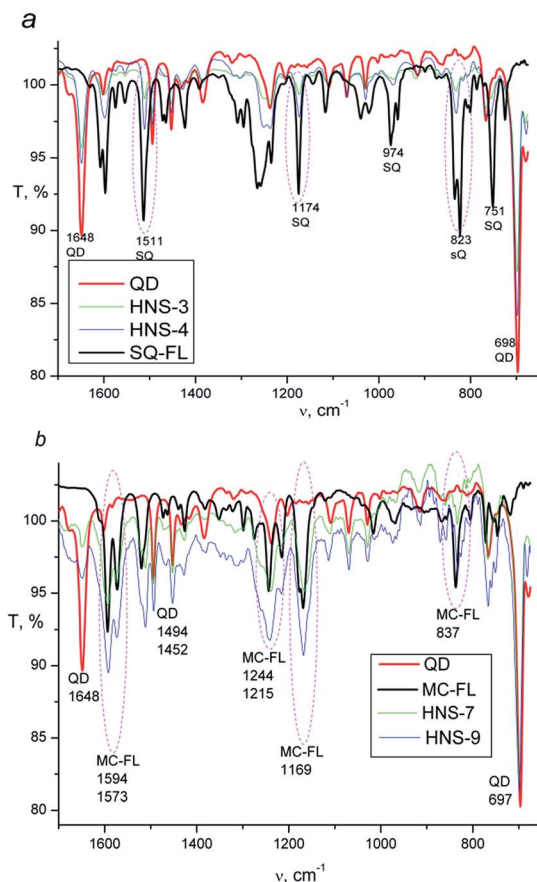 a
100
95
T, %
90
85
80
1648
QD
1511
SQ
1174
SQ
974
SQ
823
sQ
751
SQ
698
QD
QD
HNS-3
HNS-4
SQ-FL
1600 1400 1200 1000 800
ν, cm⁻¹
b
100
95
T, %
90
85
80
QD
1648
MC-FL
1594
1573
QD
1494
1452
MC-FL
1244
1215
MC-FL
1169
MC-FL
837
QD
697
QD
MC-FL
HNS-7
HNS-9
1600 1400 1200 1000 800
ν, cm⁻¹